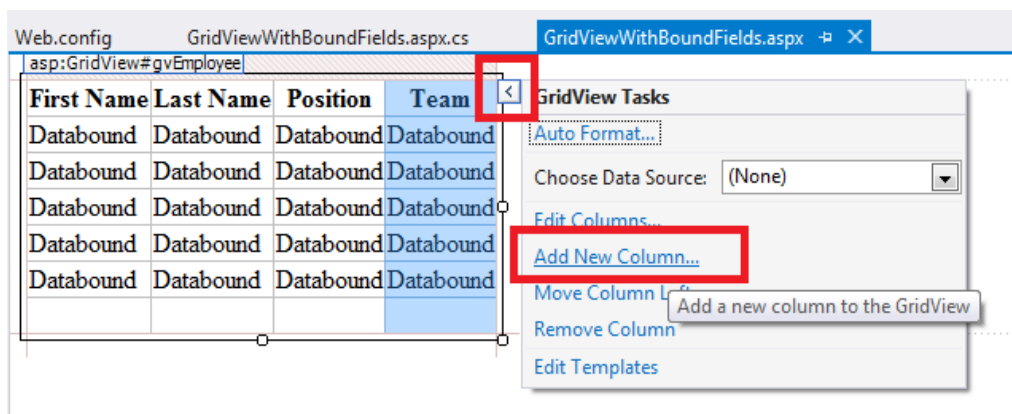 Web.config GridViewWithBoundFields.aspx.cs GridViewWithBoundFields.aspx
asp:GridView#gvEmployee
First Name Last Name Position Team
Databound Databound Databound Databound
Databound Databound Databound Databound
Databound Databound Databound Databound
Databound Databound Databound Databound
Databound Databound Databound Databound
GridView Tasks
Auto Format...
Choose Data Source: (None)
Edit Columns...
Add New Column...
Move Column Left
Add a new column to the GridView
Remove Column
Edit Templates